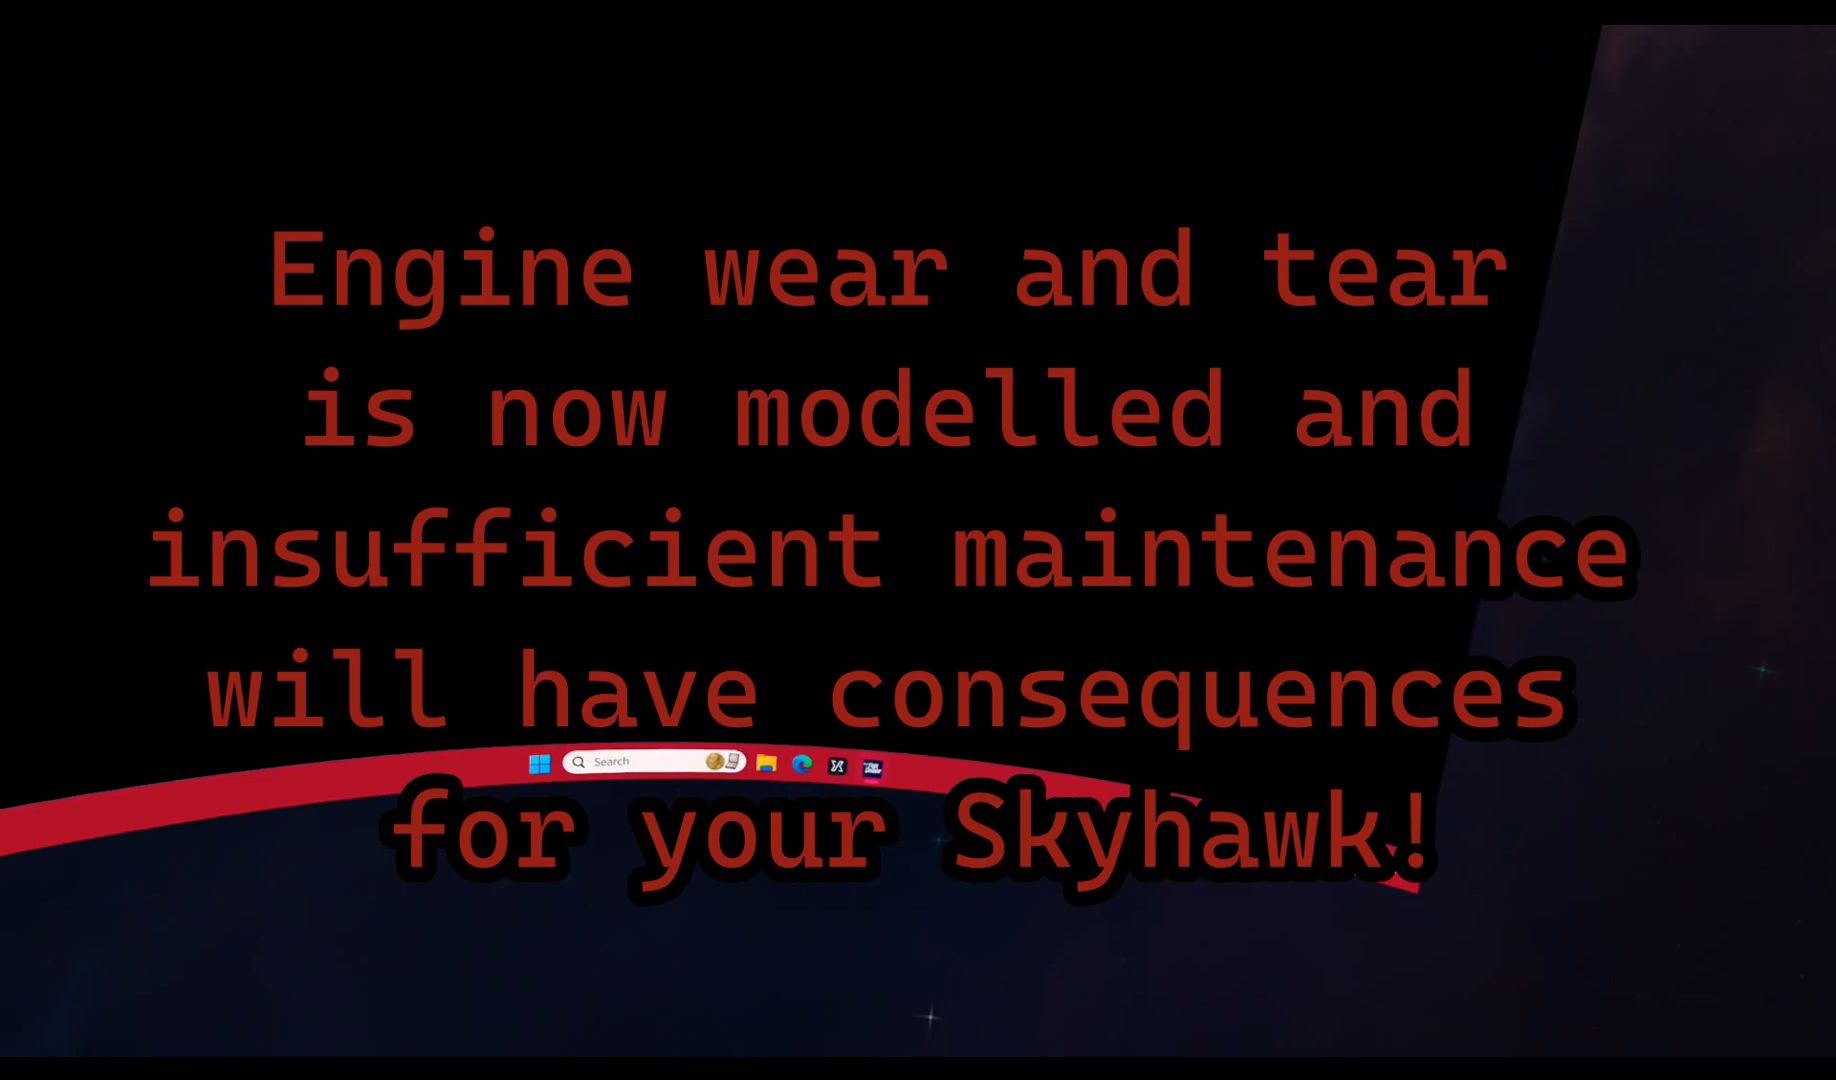 Engine wear and tear
is now modelled and
insufficient maintenance
will have consequences
Search
for your Skyhawk!